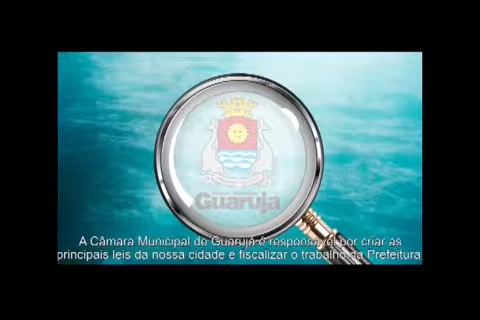 Guarujá
A Câmara Municipal de Guarujá é responsável por criar as
principais leis da nossa cidade e fiscalizar o trabalho da Prefeitura